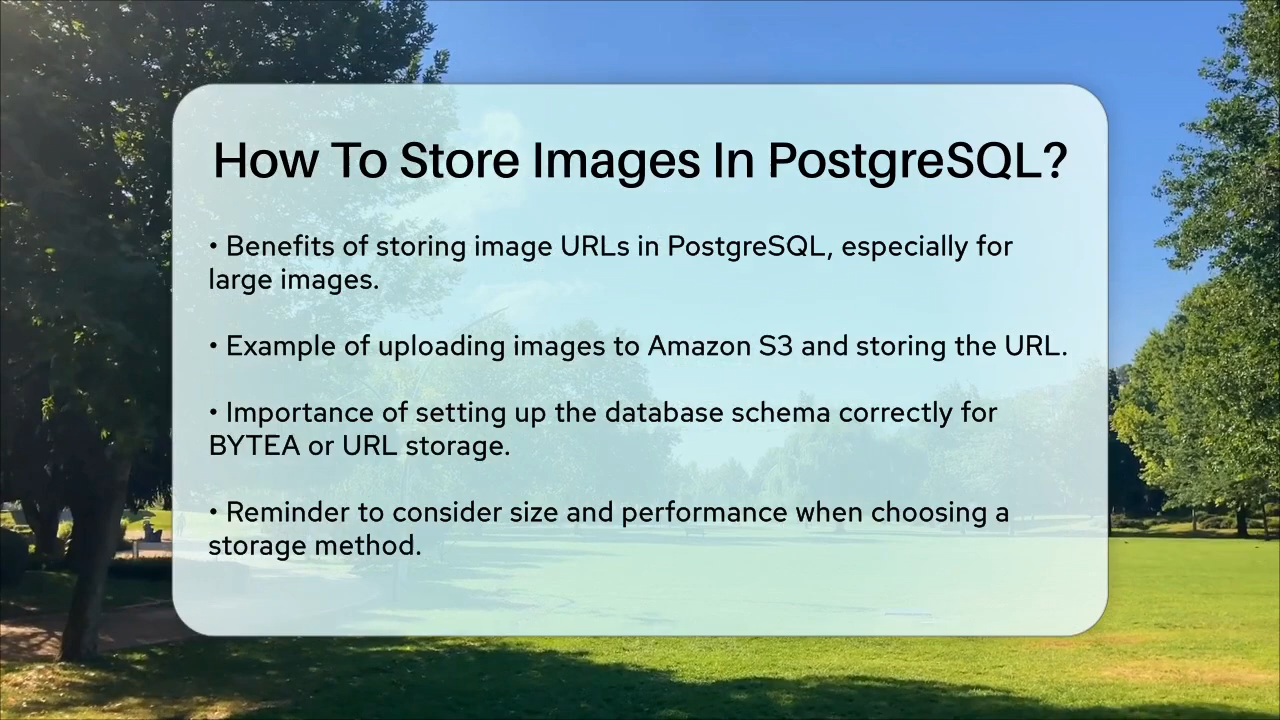 How To Store Images In PostgreSQL?
• Benefits of storing image URLs in PostgreSQL, especially for
large images.
• Example of uploading images to Amazon S3 and storing the URL.
• Importance of setting up the database schema correctly for
BYTEA or URL storage.
• Reminder to consider size and performance when choosing a
storage method.